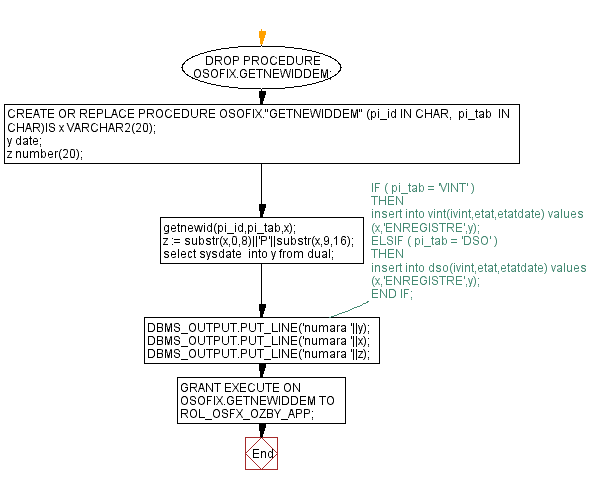 DROP PROCEDURE
OSOFIX.GETNEWIDDEM;
CREATE OR REPLACE PROCEDURE OSOFIX."GETNEWIDDEM" (pi_id IN CHAR, pi_tab IN
CHAR)IS x VARCHAR2(20);
y date;
z number(20);
IF ( pi_tab = 'VINT' )
THEN
insert into vint(ivint,etat,etatdate) values
(x,'ENREGISTRE',y);
ELSIF ( pi_tab = 'DSO' )
THEN
insert into dso(ivint,etat,etatdate) values
(x,'ENREGISTRE',y);
END IF;
getnewid(pi_id,pi_tab,x);
z := substr(x,0,8)||'P'||substr(x,9,16);
select sysdate into y from dual;
DBMS_OUTPUT.PUT_LINE('numara '||y);
DBMS_OUTPUT.PUT_LINE('numara '||x);
DBMS_OUTPUT.PUT_LINE('numara '||z);
GRANT EXECUTE ON
OSOFIX.GETNEWIDDEM TO
ROL_OSFX_OZBY_APP;
End